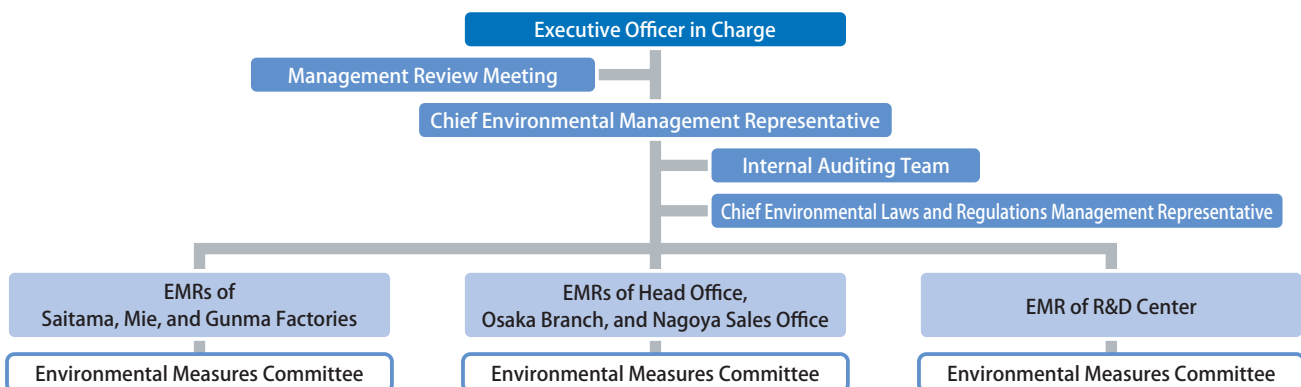 Executive Officer in Charge
Management Review Meeting
Chief Environmental Management Representative
Internal Auditing Team
Chief Environmental Laws and Regulations Management Representative
EMRs of
Saitama, Mie, and Gunma Factories
EMRs of Head Office,
Osaka Branch, and Nagoya Sales Office
EMR of R&D Center
Environmental Measures Committee
Environmental Measures Committee
Environmental Measures Committee